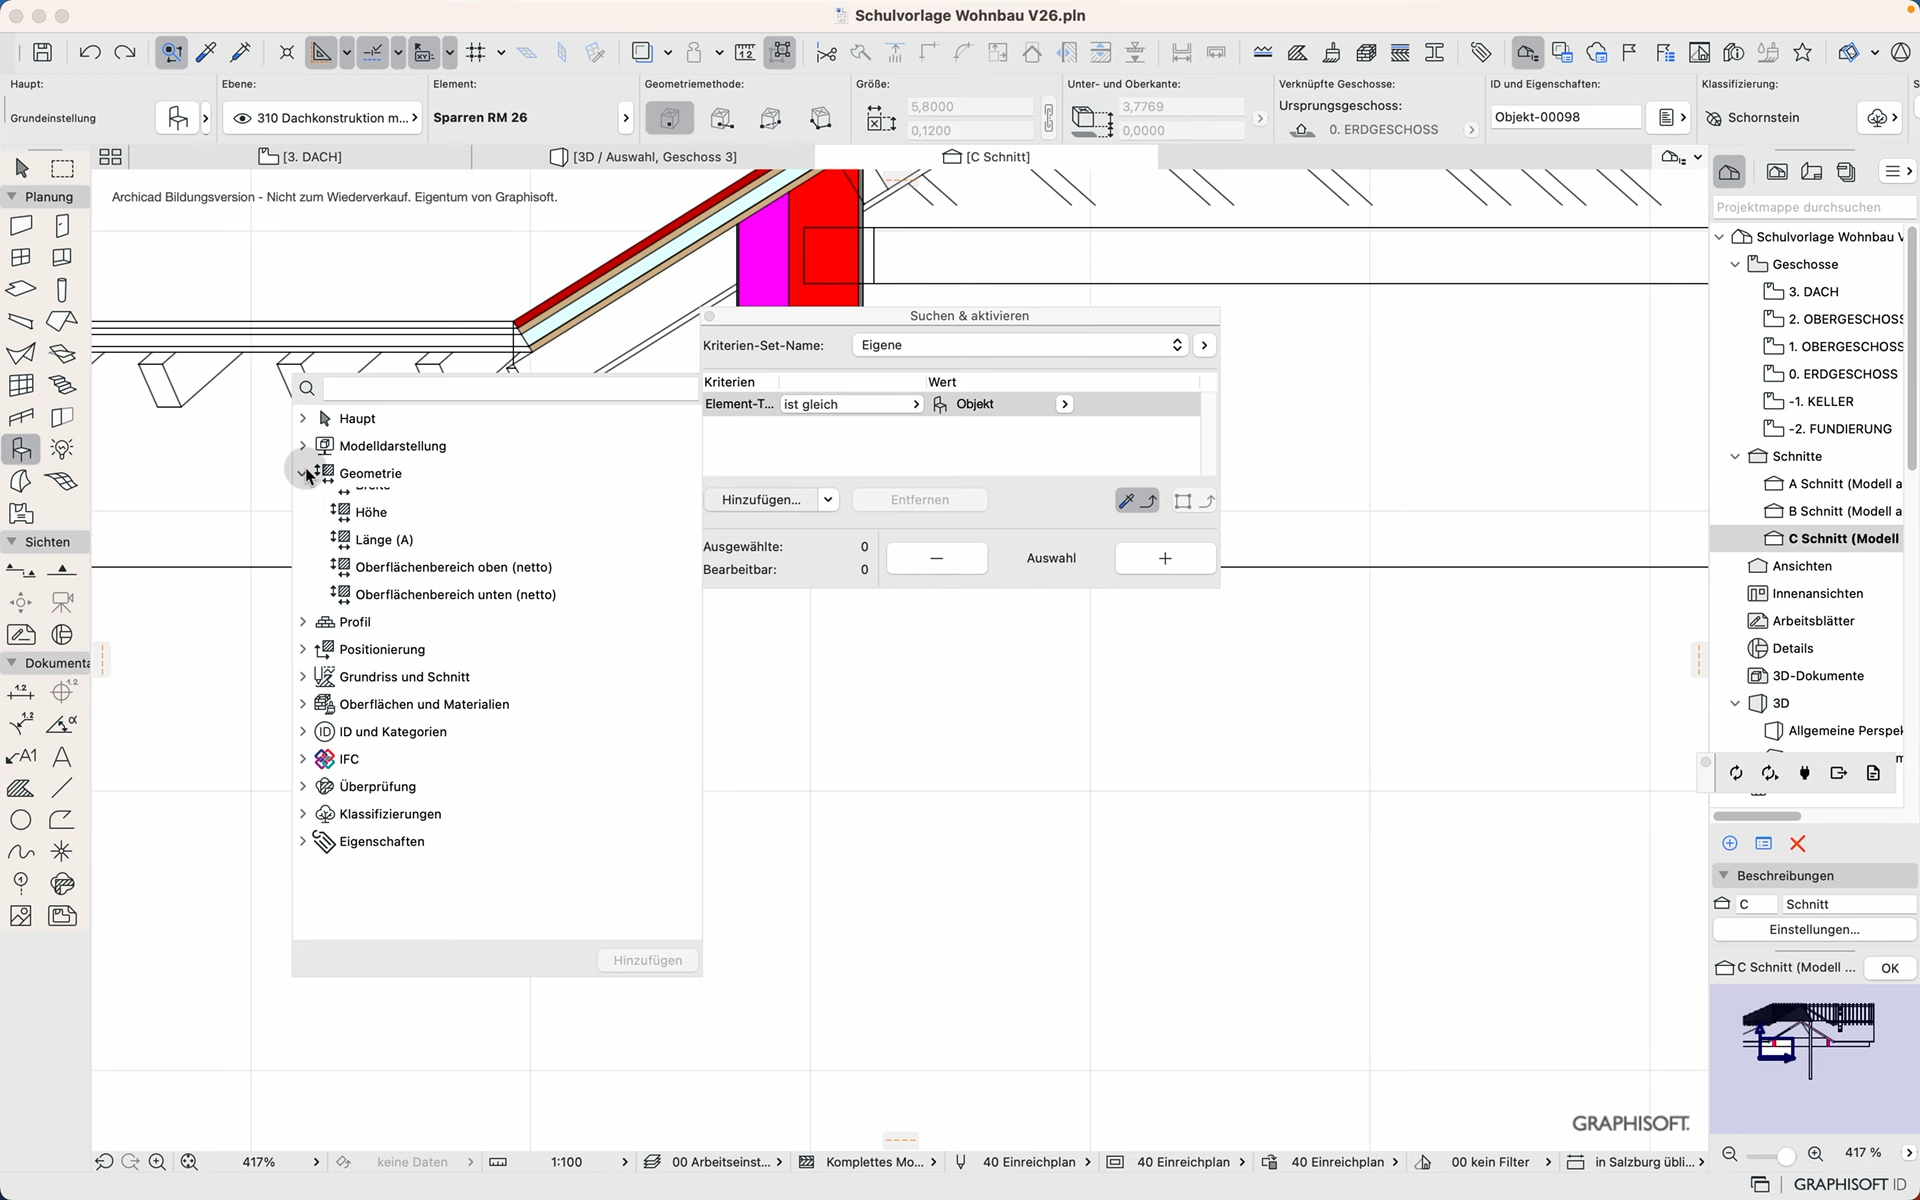 Schulvorlage Wohnbau V26.pln
Haupt:
Grundeinstellung
Ebene:
310 Dachkonstruktion m...
Element:
Sparren RM 26
Geometriemethode:
Größe:
5,8000
0,1200
Unter- und Oberkante:
3,7769
0,0000
Verknüpfte Geschosse:
Ursprungsgeschoss:
0. ERDGESCHOSS
ID und Eigenschaften:
Objekt-00098
Klassifizierung:
Schornstein
S
[3. DACH]
[3D / Auswahl, Geschoss 3]
[C Schnitt]
Planung
Sichten
Dokumenta
Archicad Bildungsversion - Nicht zum Wiederverkauf. Eigentum von Graphisoft.
Haupt
Modelldarstellung
Geometrie
Breite
Höhe
Länge (A)
Oberflächenbereich oben (netto)
Oberflächenbereich unten (netto)
Profil
Positionierung
Grundriss und Schnitt
Oberflächen und Materialien
ID und Kategorien
IFC
Überprüfung
Klassifizierungen
Eigenschaften
Hinzufügen
Suchen & aktivieren
Kriterien-Set-Name:
Eigene
Kriterien
Wert
Element-T...
ist gleich
Objekt
Hinzufügen...
Entfernen
Ausgewählte:
0
Bearbeitbar:
0
Auswahl
Projektmappe durchsuchen
Schulvorlage Wohnbau V
Geschosse
3. DACH
2. OBERGESCHOSS
1. OBERGESCHOSS
0. ERDGESCHOSS
-1. KELLER
-2. FUNDIERUNG
Schnitte
A Schnitt (Modell a
B Schnitt (Modell a
C Schnitt (Modell
Ansichten
Innenansichten
Arbeitsblätter
Details
3D-Dokumente
3D
Allgemeine Perspek
Beschreibungen
C
Schnitt
Einstellungen...
C Schnitt (Modell ...
OK
GRAPHISOFT.
417%
keine Daten
1:100
00 Arbeitseinst...
Komplettes Mo...
40 Einreichplan
40 Einreichplan
40 Einreichplan
00 kein Filter
in Salzburg übli...
417 %
GRAPHISOFT ID